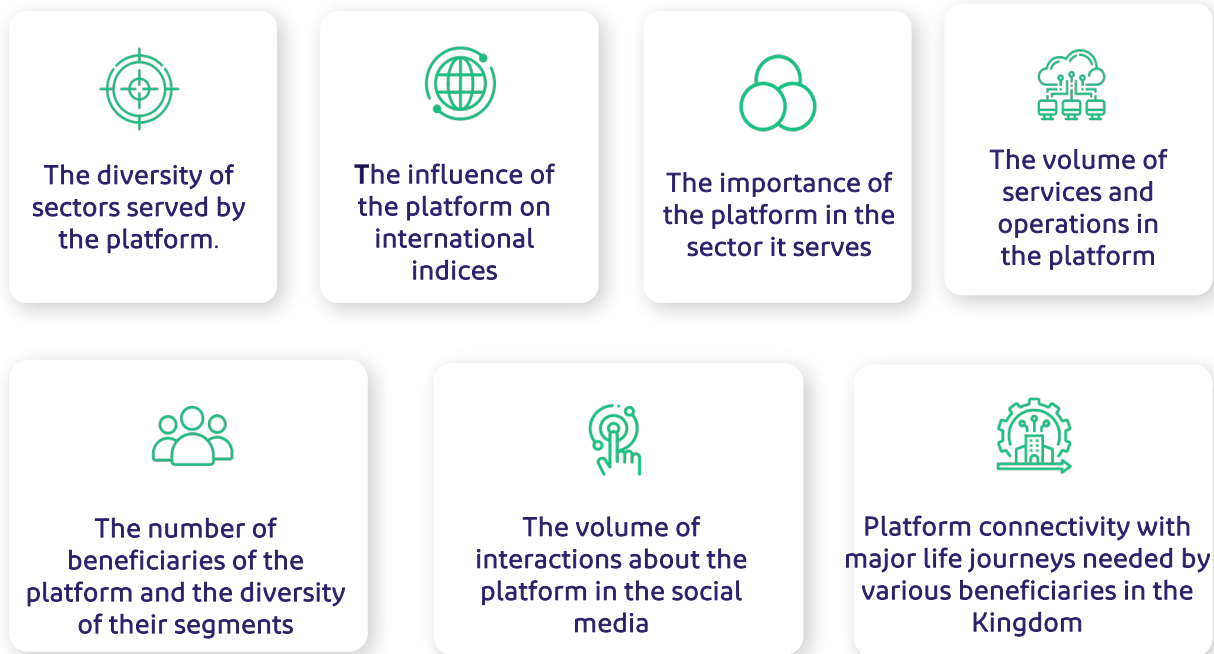 The diversity of
sectors served by
the platform.
The influence of
the platform on
international
indices
The importance of
the platform in the
sector it serves
The volume of
services and
operations in
the platform
The number of
beneficiaries of the
platform and the diversity
of their segments
The volume of
interactions about the
platform in the social
media
Platform connectivity with
major life journeys needed by
various beneficiaries in the
Kingdom